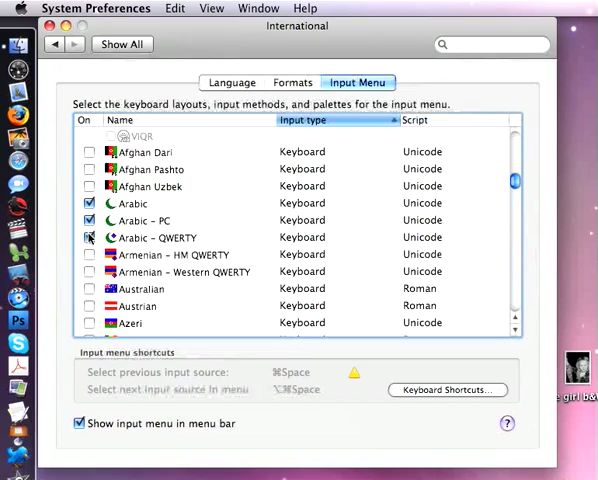 System Preferences Edit View Window Help
International
Show All
Language Formats Input Menu
Select the keyboard layouts, input methods, and palettes for the input menu.
On Name Input type Script
VIQR
Afghan Dari Keyboard Unicode
Afghan Pashto Keyboard Unicode
Afghan Uzbek Keyboard Unicode
Arabic Keyboard Unicode
Arabic – PC Keyboard Unicode
Arabic – QWERTY Keyboard Unicode
Armenian – HM QWERTY Keyboard Unicode
Armenian – Western QWERTY Keyboard Unicode
Australian Keyboard Roman
Austrian Keyboard Roman
Azeri Keyboard Unicode
Input menu shortcuts
Select previous input source: ⌘Space
Select next input source in menu ⌥⌘Space
Keyboard Shortcuts...
Show input menu in menu bar
?
Ps
e girl b&